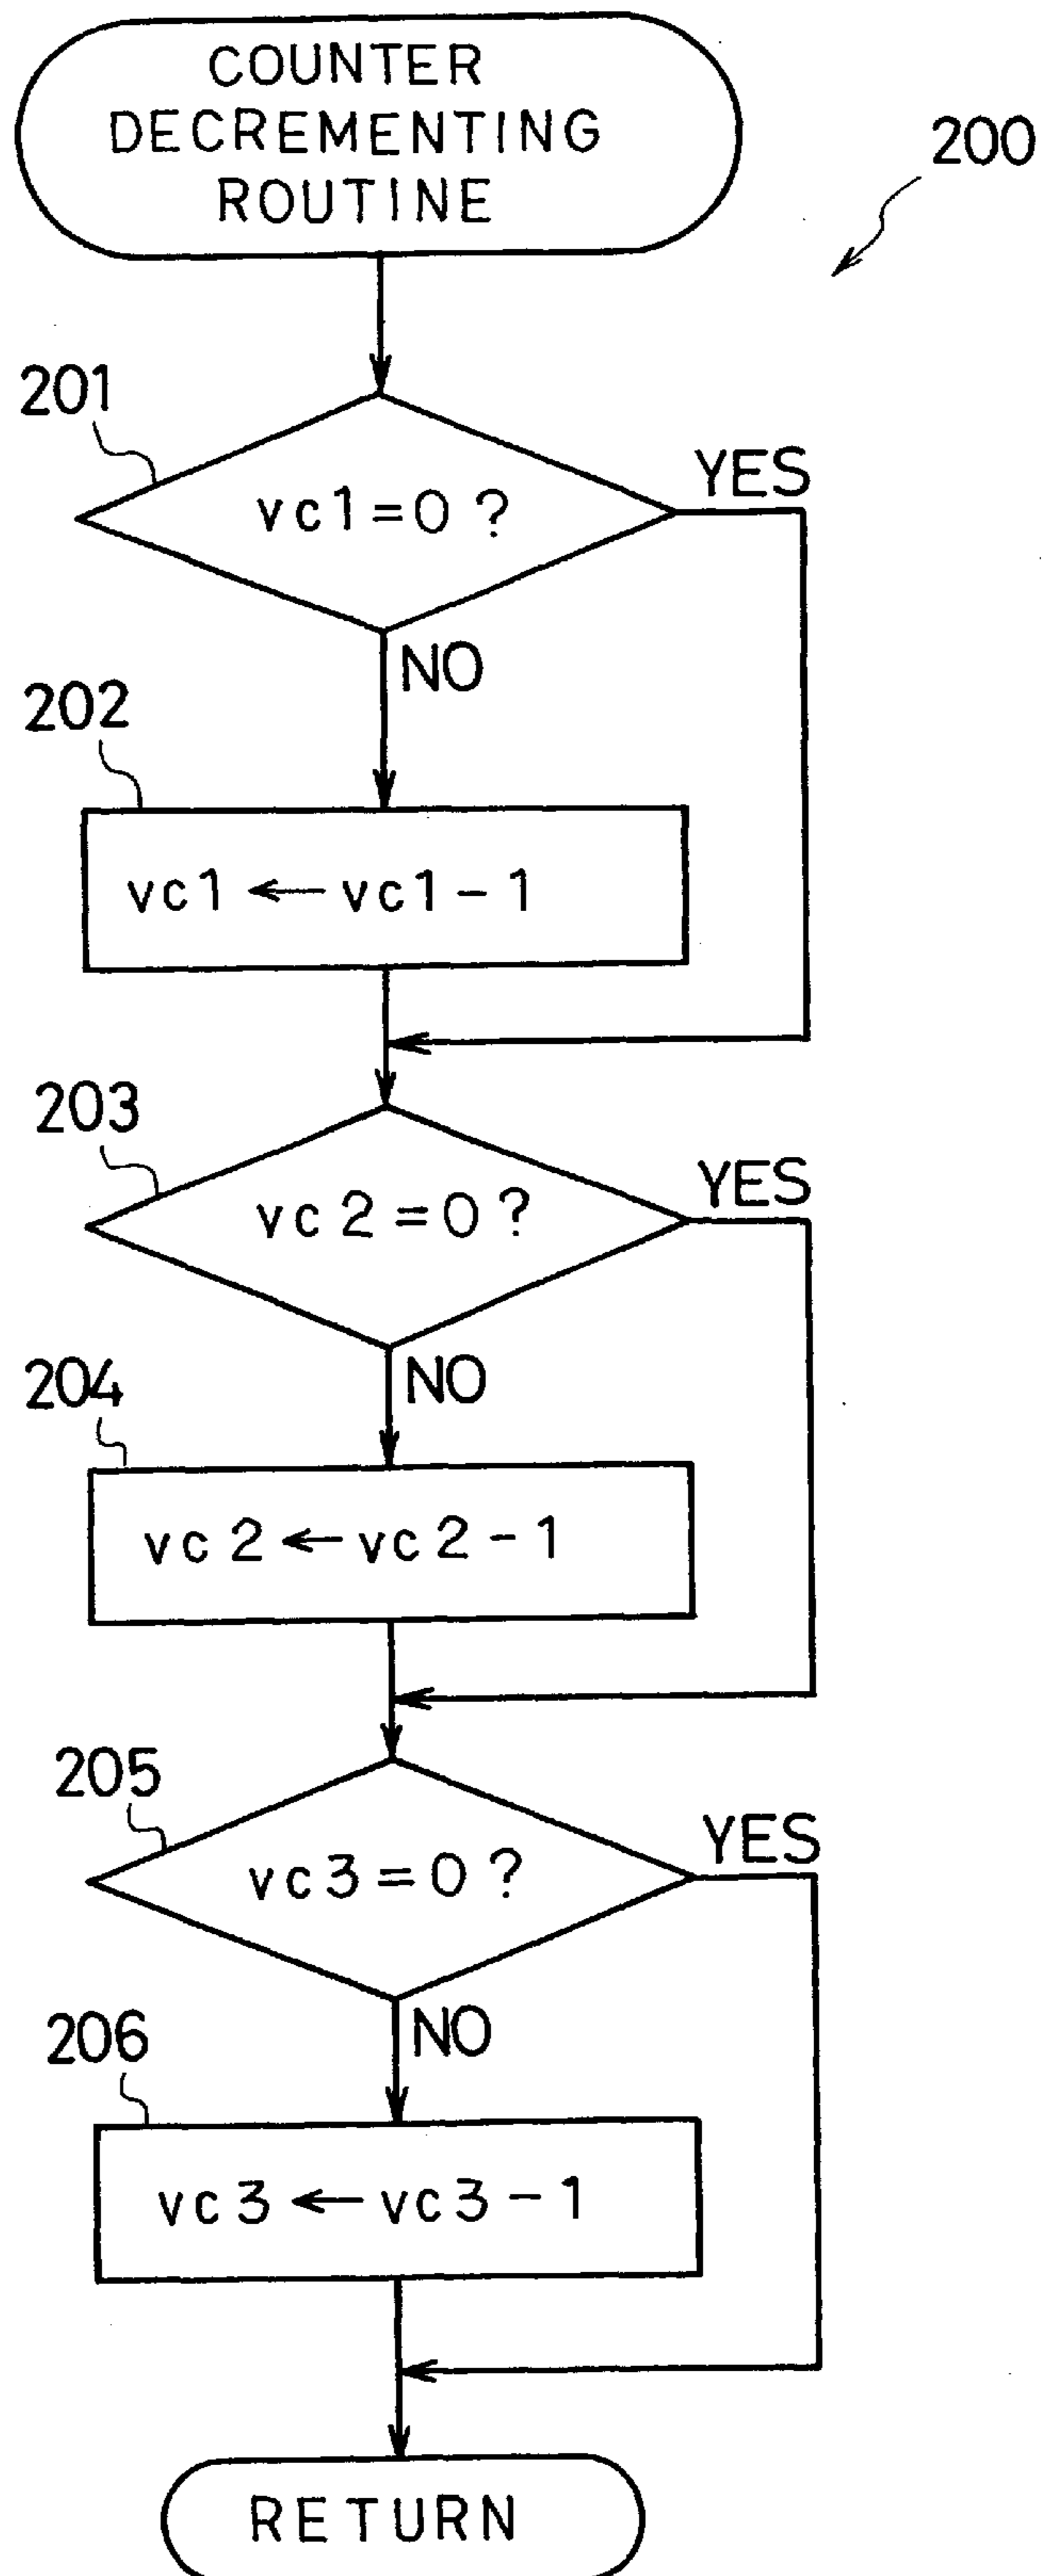 COUNTER
DECREMENTING
ROUTINE
200
201
vc1=0?
YES
NO
202
vc1←vc1-1
203
vc2=0?
YES
NO
204
vc2←vc2-1
205
vc3=0?
YES
NO
206
vc3←vc3-1
RETURN